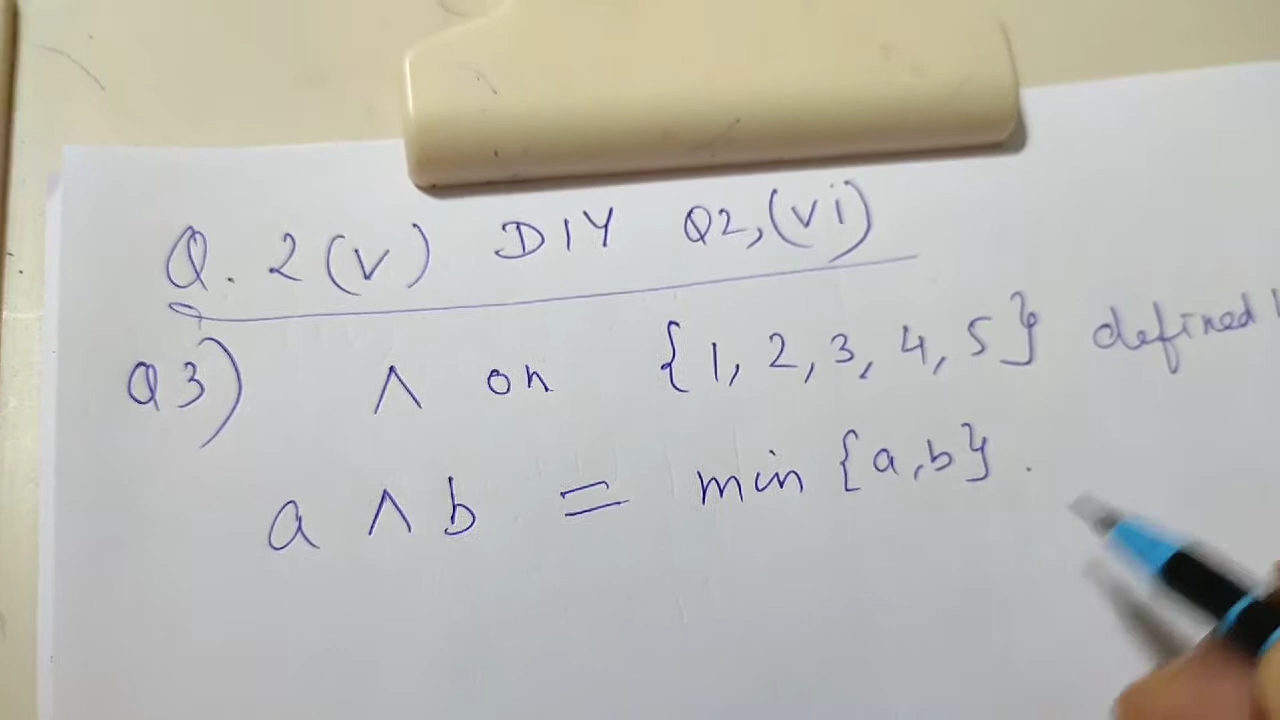 Q. 2(v) DIY Q2,(vi)
Q3) ∧ on {1, 2, 3, 4, 5} defined
a ∧ b = min {a,b}.